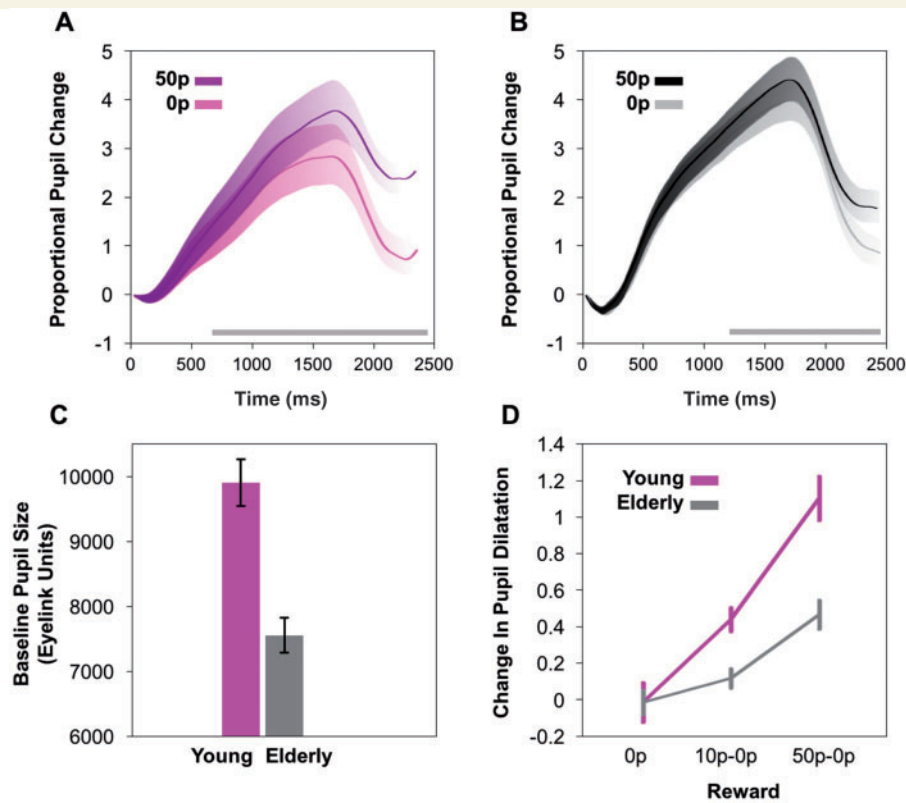 A
Proportional Pupil Change
5
4
3
2
1
0
-1
50p
0p
0 500 1000 1500 2000 2500
Time (ms)
B
Proportional Pupil Change
5
4
3
2
1
0
-1
50p
0p
0 500 1000 1500 2000 2500
Time (ms)
C
Baseline Pupil Size
(Eyelink Units)
10000
9000
8000
7000
6000
Young Elderly
D
Change In Pupil Dilatation
1.4
1.2
1
0.8
0.6
0.4
0.2
0
-0.2
Young
Elderly
0p 10p-0p 50p-0p
Reward